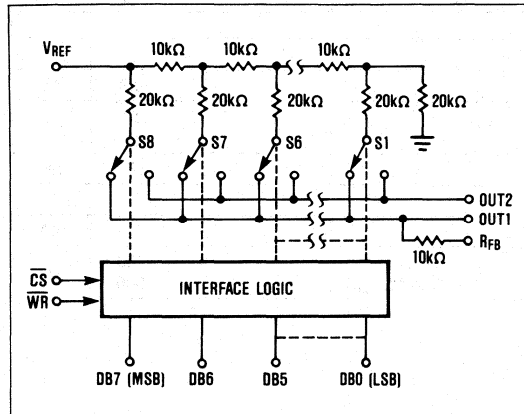 10kΩ 10kΩ 10kΩ
VREF
20kΩ 20kΩ 20kΩ 20kΩ 20kΩ
S8 S7 S6 S1
OUT2
OUT1
RFB
10kΩ
CS
WR
INTERFACE LOGIC
DB7 (MSB) DB6 DB5 DB0 (LSB)